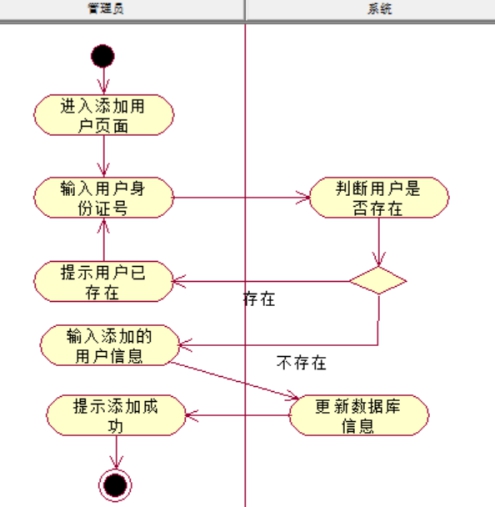 管理员
系统
进入添加用
户页面
输入用户身
份证号
判断用户是
否存在
提示用户已
存在
存在
输入添加的
用户信息
不存在
提示添加成
功
更新数据库
信息